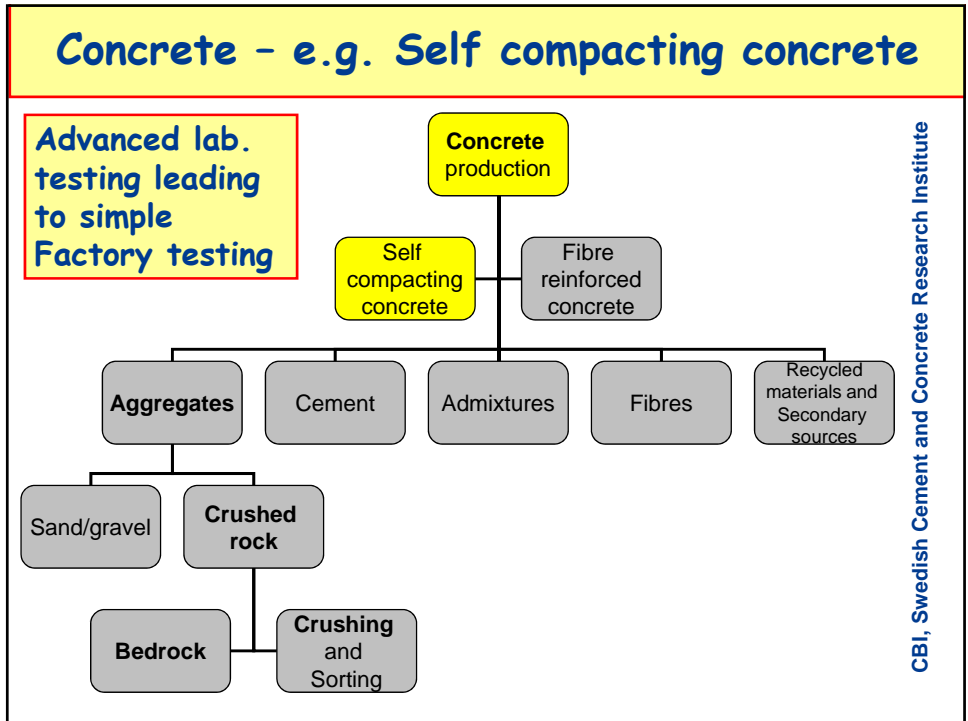 Concrete – e.g. Self compacting concrete
Advanced lab.
testing leading
to simple
Factory testing
Concrete
production
Self
compacting
concrete
Fibre
reinforced
concrete
Aggregates
Cement
Admixtures
Fibres
Recycled
materials and
Secondary
sources
Sand/gravel
Crushed
rock
Bedrock
Crushing
and
Sorting
CBI, Swedish Cement and Concrete Research Institute